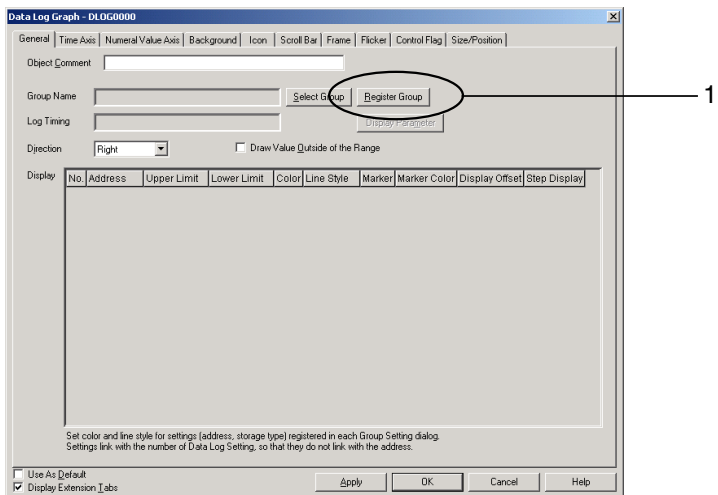 Data Log Graph - DLOG0000
General Time Axis Numeral Value Axis Background Icon Scroll Bar Frame Flicker Control Flag Size/Position
Object Comment
Group Name Select Group Register Group 1
Log Timing Display Parameter
Direction Right Draw Value Outside of the Range
Display No. Address Upper Limit Lower Limit Color Line Style Marker Marker Color Display Offset Step Display
Set color and line style for settings (address, storage type) registered in each Group Setting dialog.
Settings link with the number of Data Log Setting, so that they do not link with the address.
Use As Default
Display Extension Tabs Apply OK Cancel Help